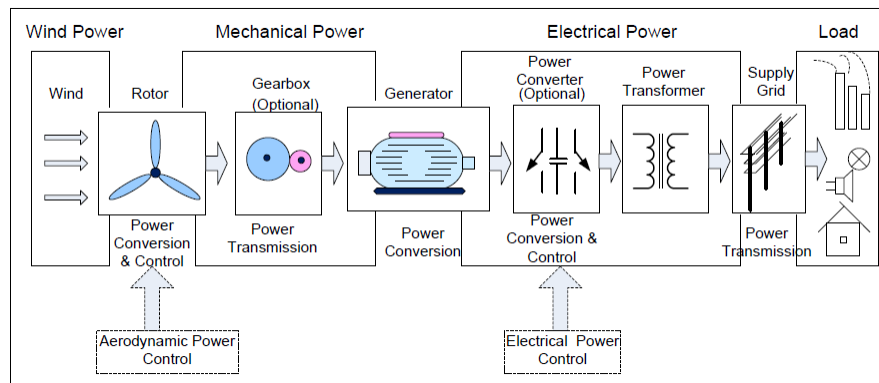 Wind Power
Mechanical Power
Electrical Power
Load
Wind
Rotor
Gearbox
(Optional)
Generator
Power
Converter
(Optional)
Power
Transformer
Supply
Grid
Power
Conversion
& Control
Power
Transmission
Power
Conversion
Power
Conversion &
Control
Power
Transmission
Aerodynamic Power
Control
Electrical Power
Control